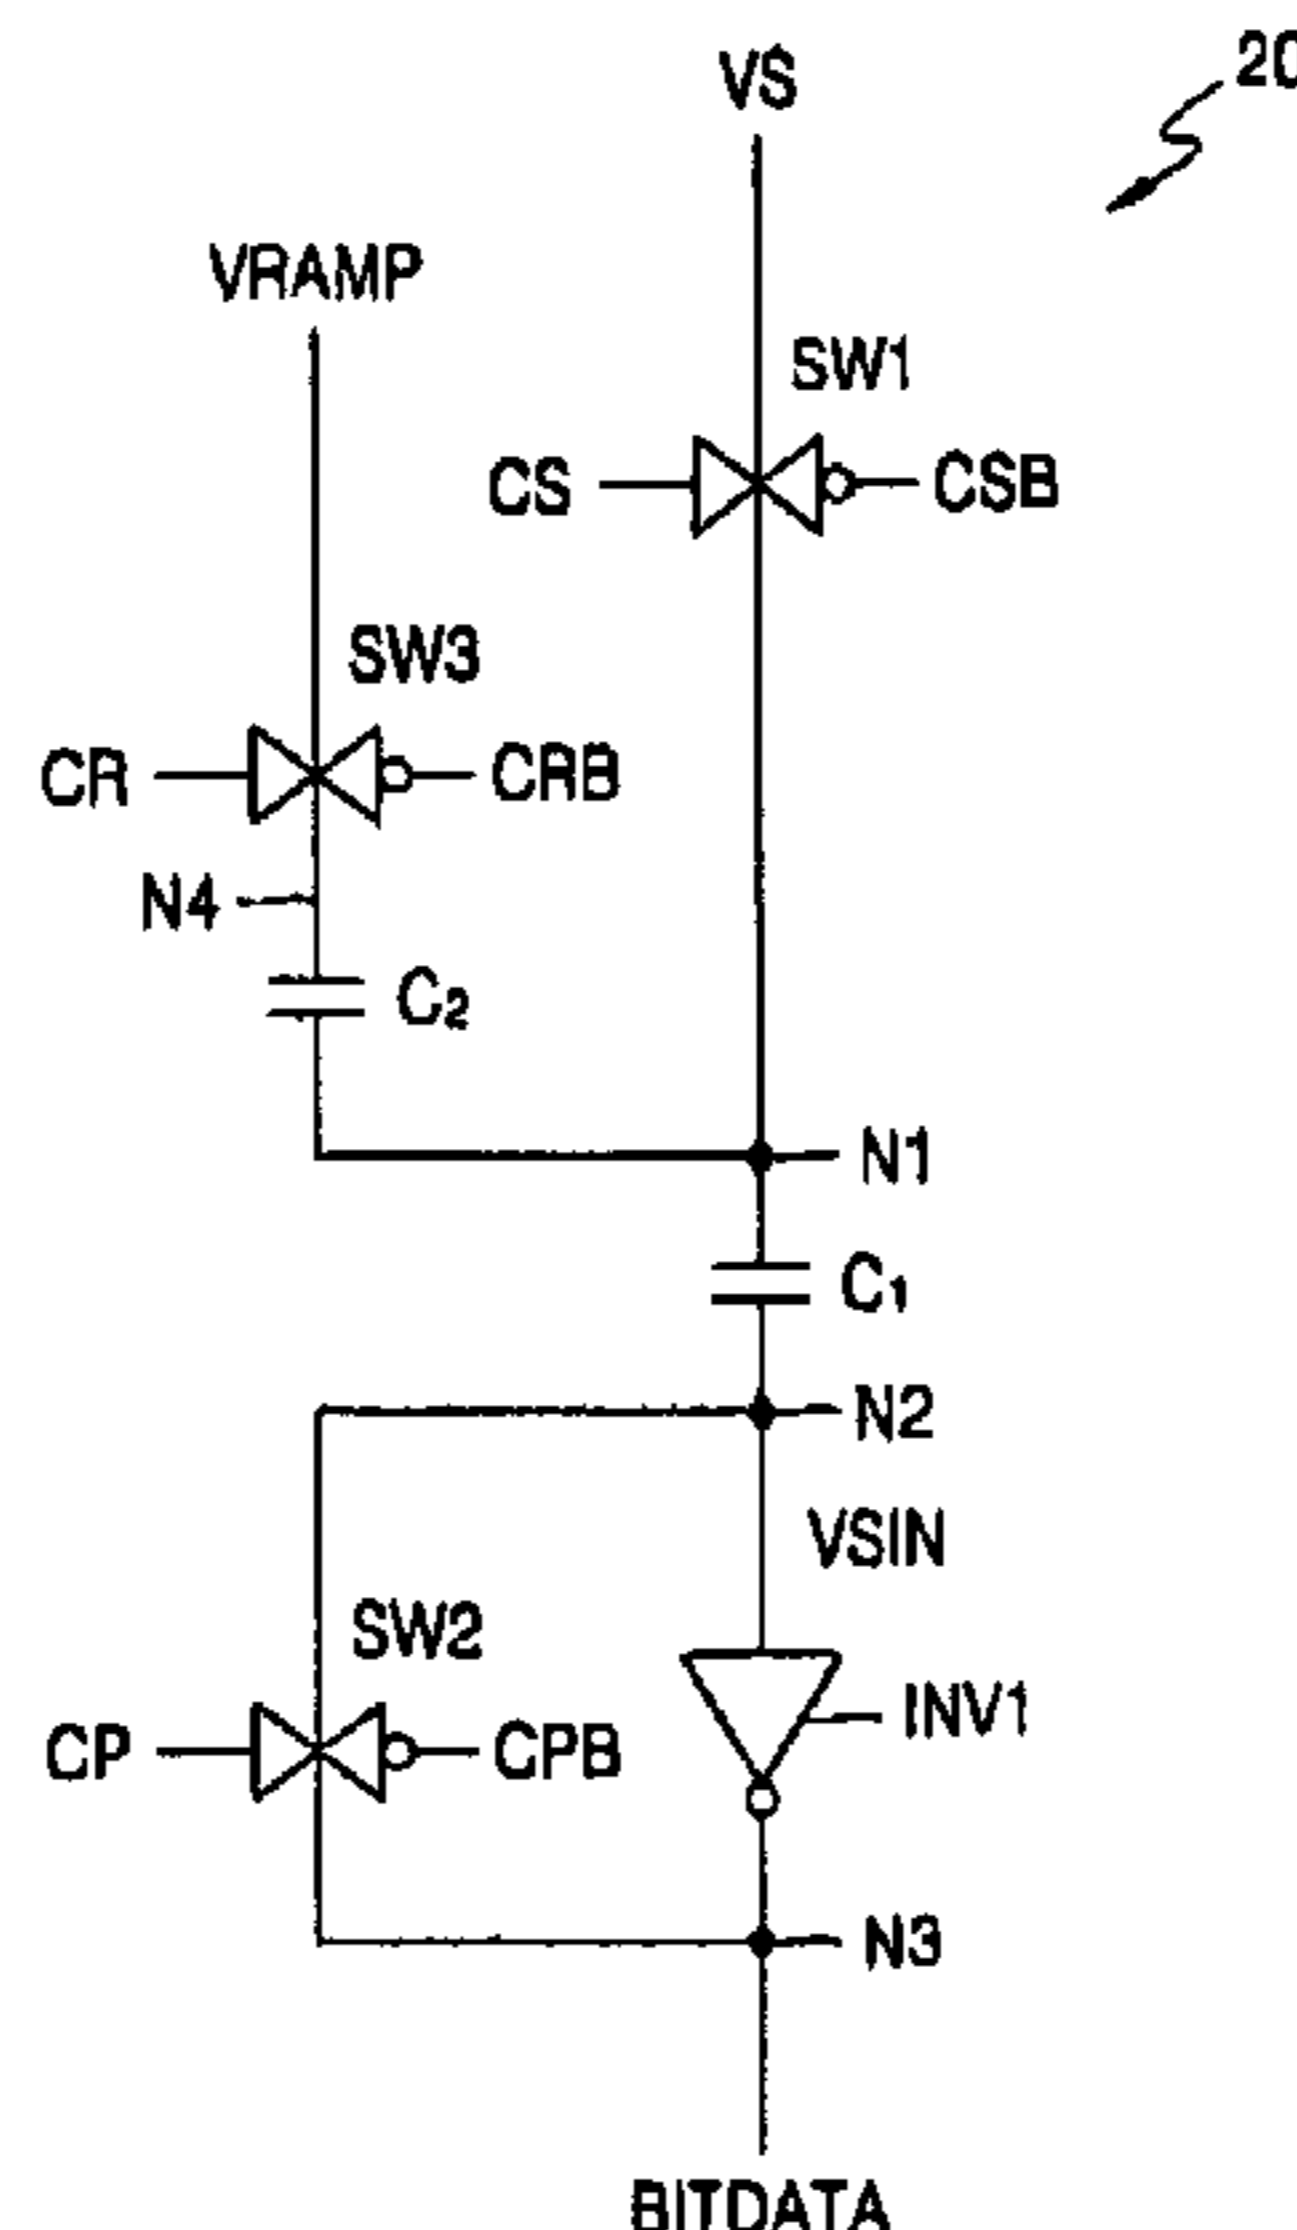 20
VS
VRAMP
SW1
CS
CSB
SW3
CR
CRB
N4
C2
N1
C1
N2
VSIN
SW2
INV1
CP
CPB
N3
BITDATA